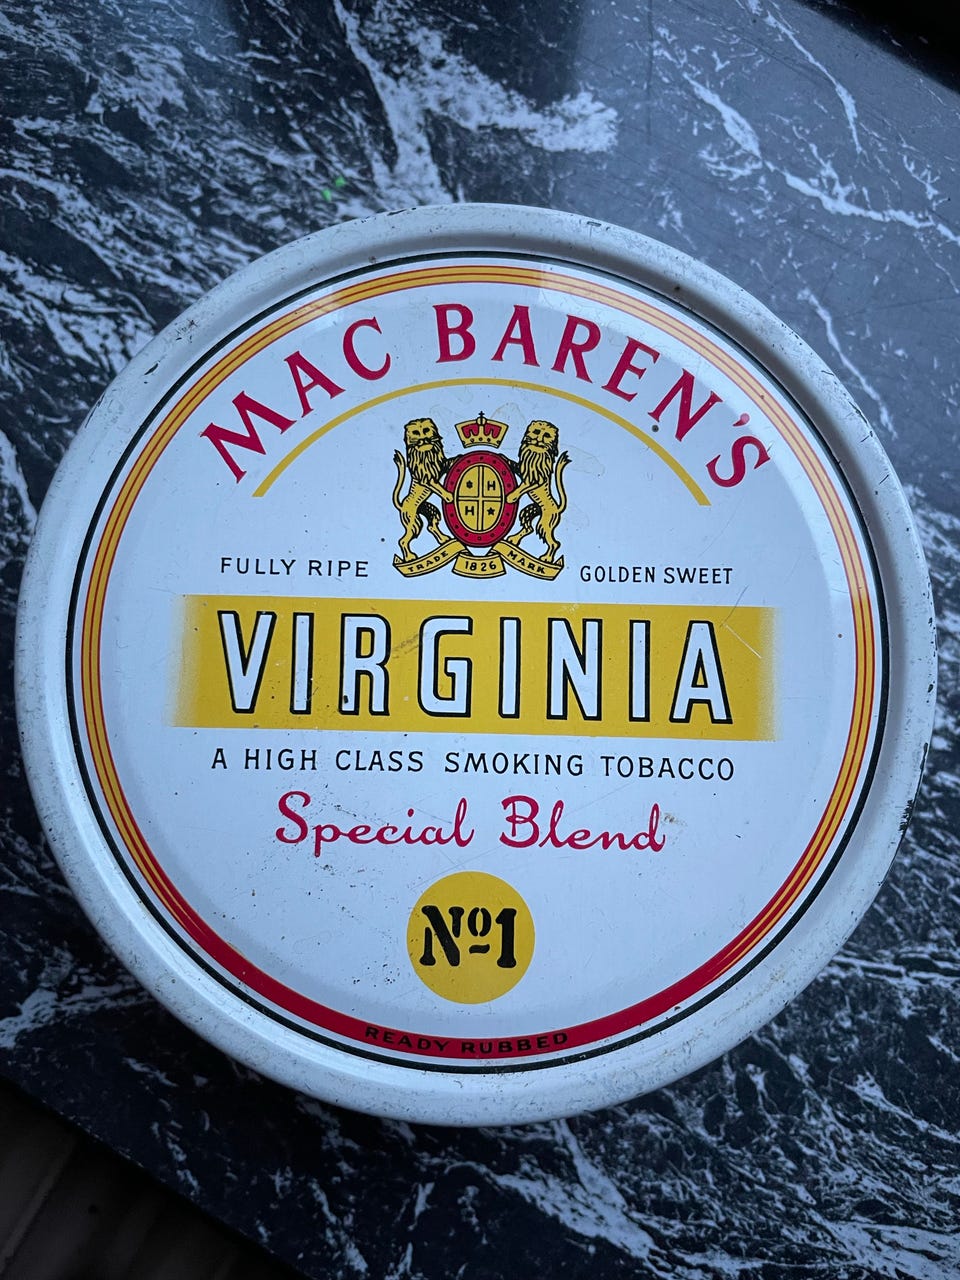 MAC BAREN'S
H
H
TRADE 1826 MARK
FULLY RIPE GOLDEN SWEET
VIRGINIA
A HIGH CLASS SMOKING TOBACCO
Special Blend
Nº1
READY RUBBED